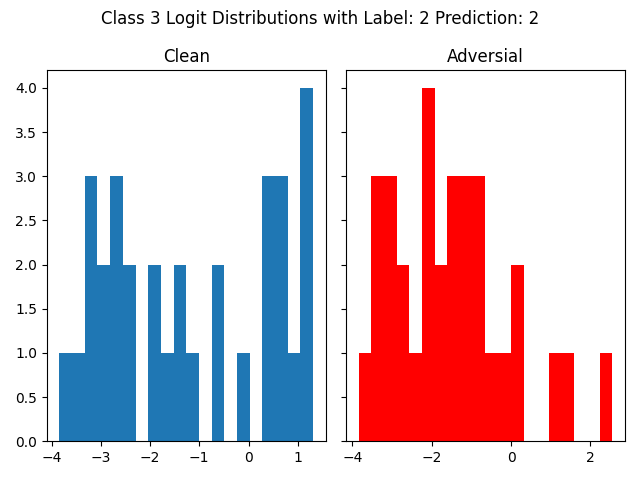 Class 3 Logit Distributions with Label: 2 Prediction: 2
Clean
Adversial
4.0
3.5
3.0
2.5
2.0
1.5
1.0
0.5
0.0
−4 −3 −2 −1 0 1
−4 −2 0 2